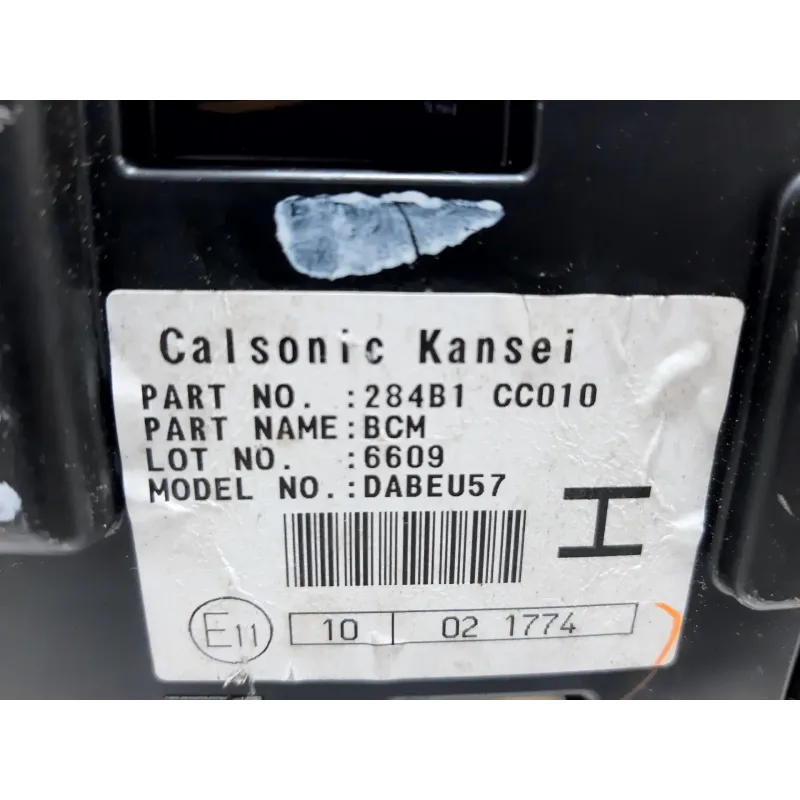 Calsonic Kansei
PART NO. :284B1 CC010
PART NAME:BCM
LOT NO. :6609
MODEL NO.:DABEU57
H
E11 10 02 1774